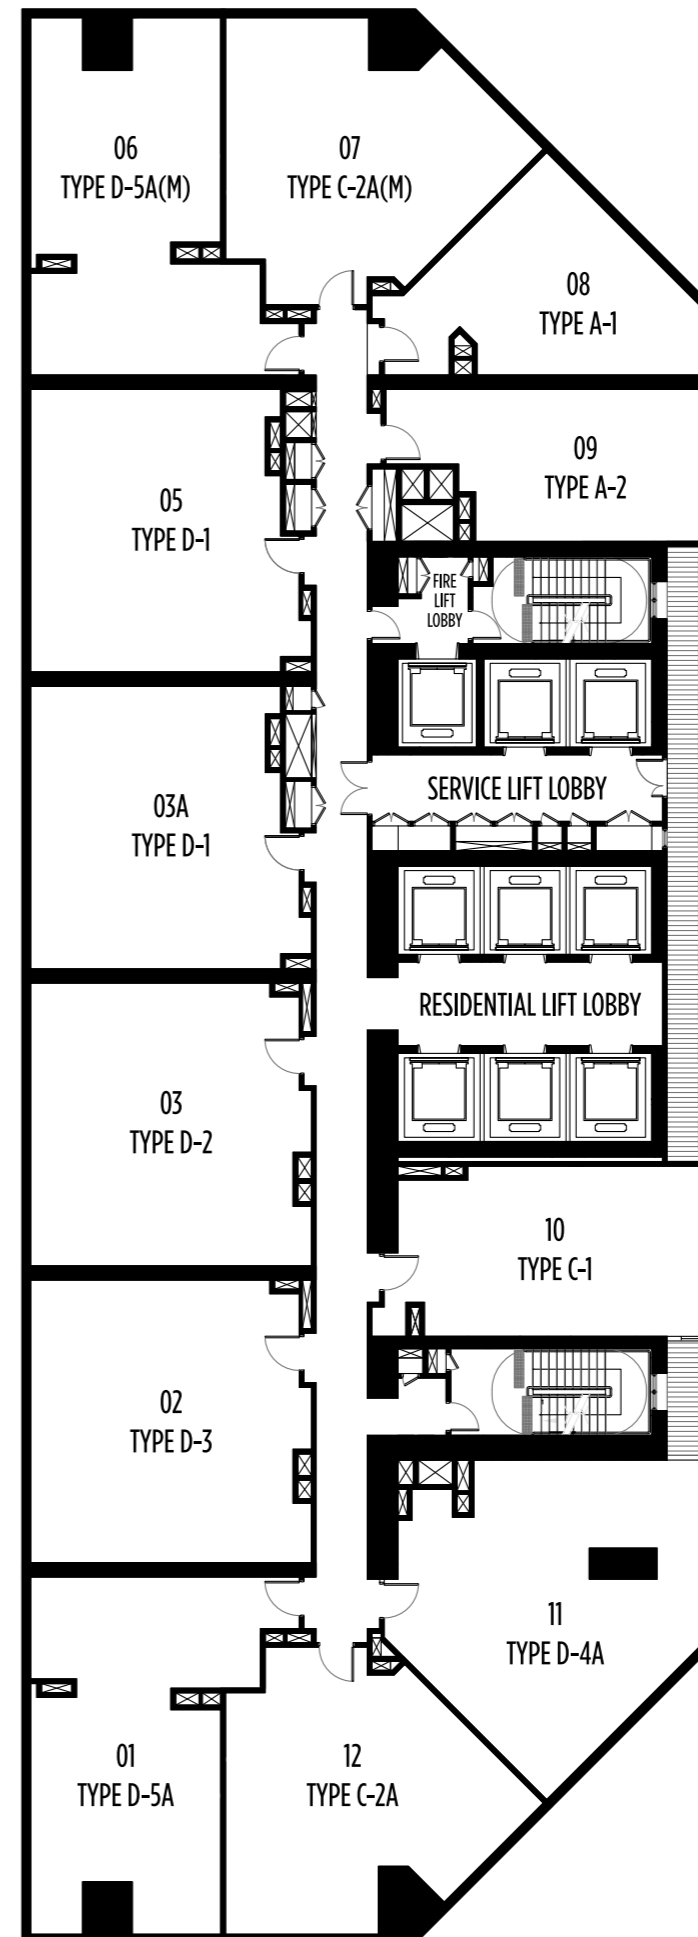 06
TYPE D-5A(M)
07
TYPE C-2A(M)
08
TYPE A-1
09
TYPE A-2
05
TYPE D-1
FIRE
LIFT
LOBBY
SERVICE LIFT LOBBY
03A
TYPE D-1
RESIDENTIAL LIFT LOBBY
03
TYPE D-2
10
TYPE C-1
02
TYPE D-3
11
TYPE D-4A
01
TYPE D-5A
12
TYPE C-2A